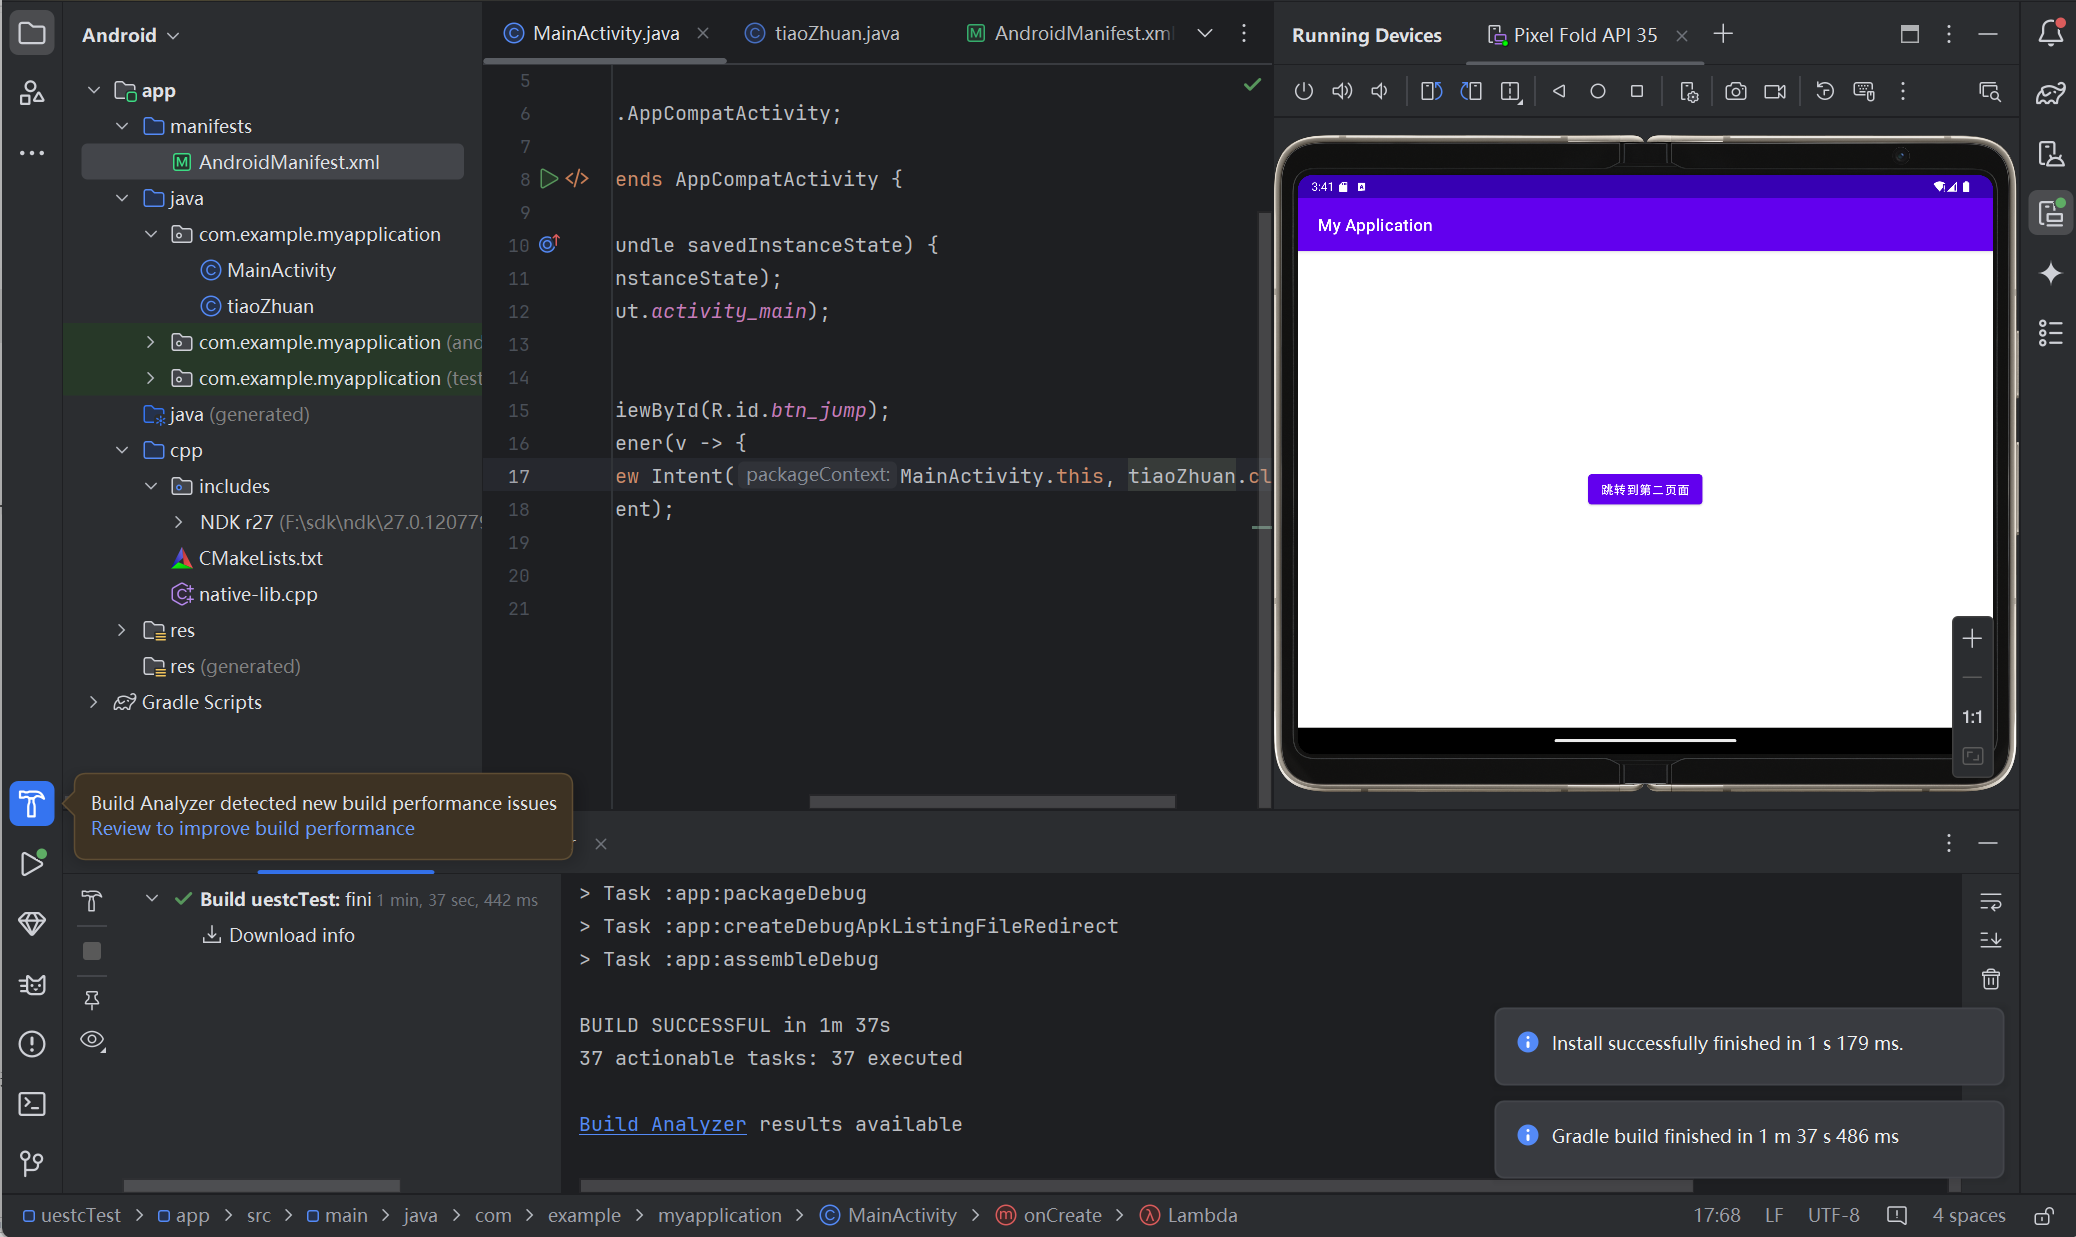 Android
app
manifests
AndroidManifest.xml
java
com.example.myapplication
MainActivity
tiaoZhuan
com.example.myapplication (and
com.example.myapplication (test
java (generated)
cpp
includes
NDK r27 (F:\sdk\ndk\27.0.120779
CMakeLists.txt
native-lib.cpp
res
res (generated)
Gradle Scripts
MainActivity.java
tiaoZhuan.java
AndroidManifest.xml
5
6 .AppCompatActivity;
7
8 ends AppCompatActivity {
9
10 undle savedInstanceState) {
11 nstanceState);
12 ut.activity_main);
13
14
15 iewById(R.id.btn_jump);
16 ener(v -> {
17 ew Intent( packageContext: MainActivity.this, tiaoZhuan.cl
18 ent);
19
20
21
Running Devices
Pixel Fold API 35
3:41
My Application
跳转到第二页面
1:1
Build Analyzer detected new build performance issues
Review to improve build performance
Build uestcTest: fini 1 min, 37 sec, 442 ms
Download info
> Task :app:packageDebug
> Task :app:createDebugApkListingFileRedirect
> Task :app:assembleDebug
BUILD SUCCESSFUL in 1m 37s
37 actionable tasks: 37 executed
Build Analyzer results available
Install successfully finished in 1 s 179 ms.
Gradle build finished in 1 m 37 s 486 ms
uestcTest > app > src > main > java > com > example > myapplication > MainActivity > onCreate > Lambda
17:68 LF UTF-8 4 spaces